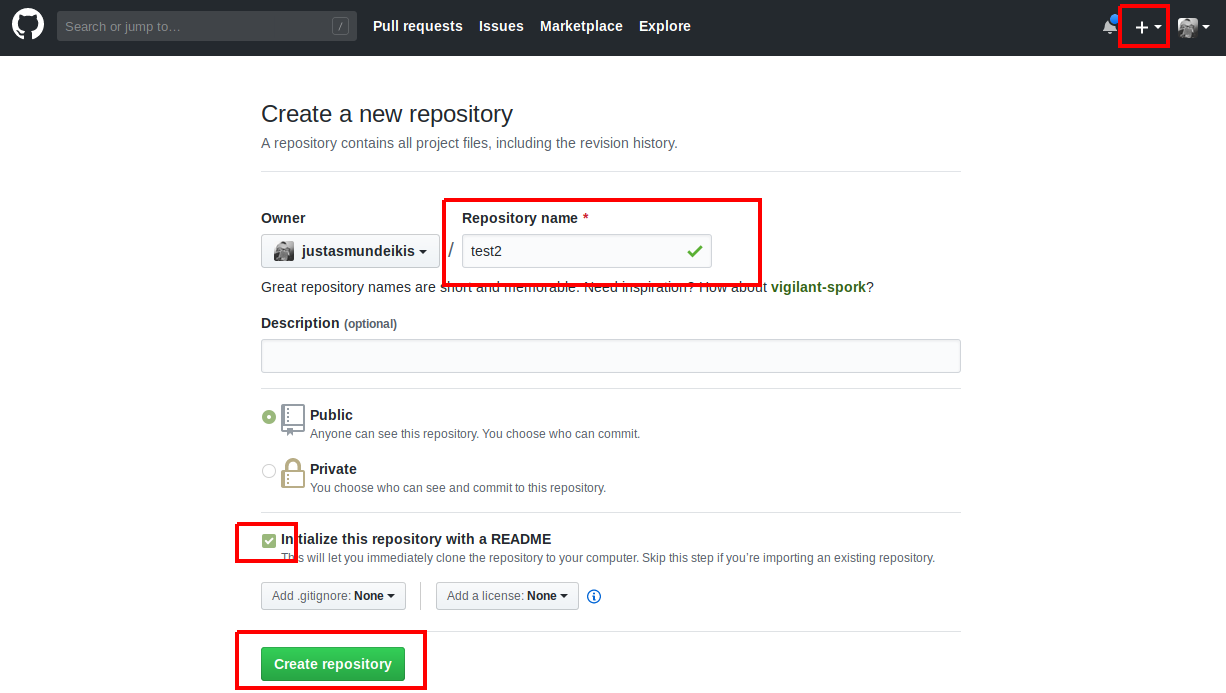 Search or jump to… /
Pull requests Issues Marketplace Explore
Create a new repository
A repository contains all project files, including the revision history.
Owner
Repository name *
justasmundeikis / test2
Great repository names are short and memorable. Need inspiration? How about vigilant-spork?
Description (optional)
Public
Anyone can see this repository. You choose who can commit.
Private
You choose who can see and commit to this repository.
Initialize this repository with a README
This will let you immediately clone the repository to your computer. Skip this step if you’re importing an existing repository.
Add .gitignore: None
Add a license: None
Create repository